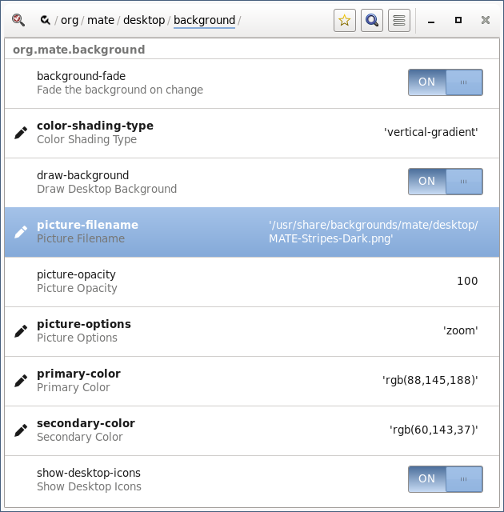 / org / mate / desktop / background /
org.mate.background
background-fade
Fade the background on change
ON
color-shading-type
Color Shading Type
'vertical-gradient'
draw-background
Draw Desktop Background
ON
picture-filename
Picture Filename
'/usr/share/backgrounds/mate/desktop/
MATE-Stripes-Dark.png'
picture-opacity
Picture Opacity
100
picture-options
Picture Options
'zoom'
primary-color
Primary Color
'rgb(88,145,188)'
secondary-color
Secondary Color
'rgb(60,143,37)'
show-desktop-icons
Show Desktop Icons
ON